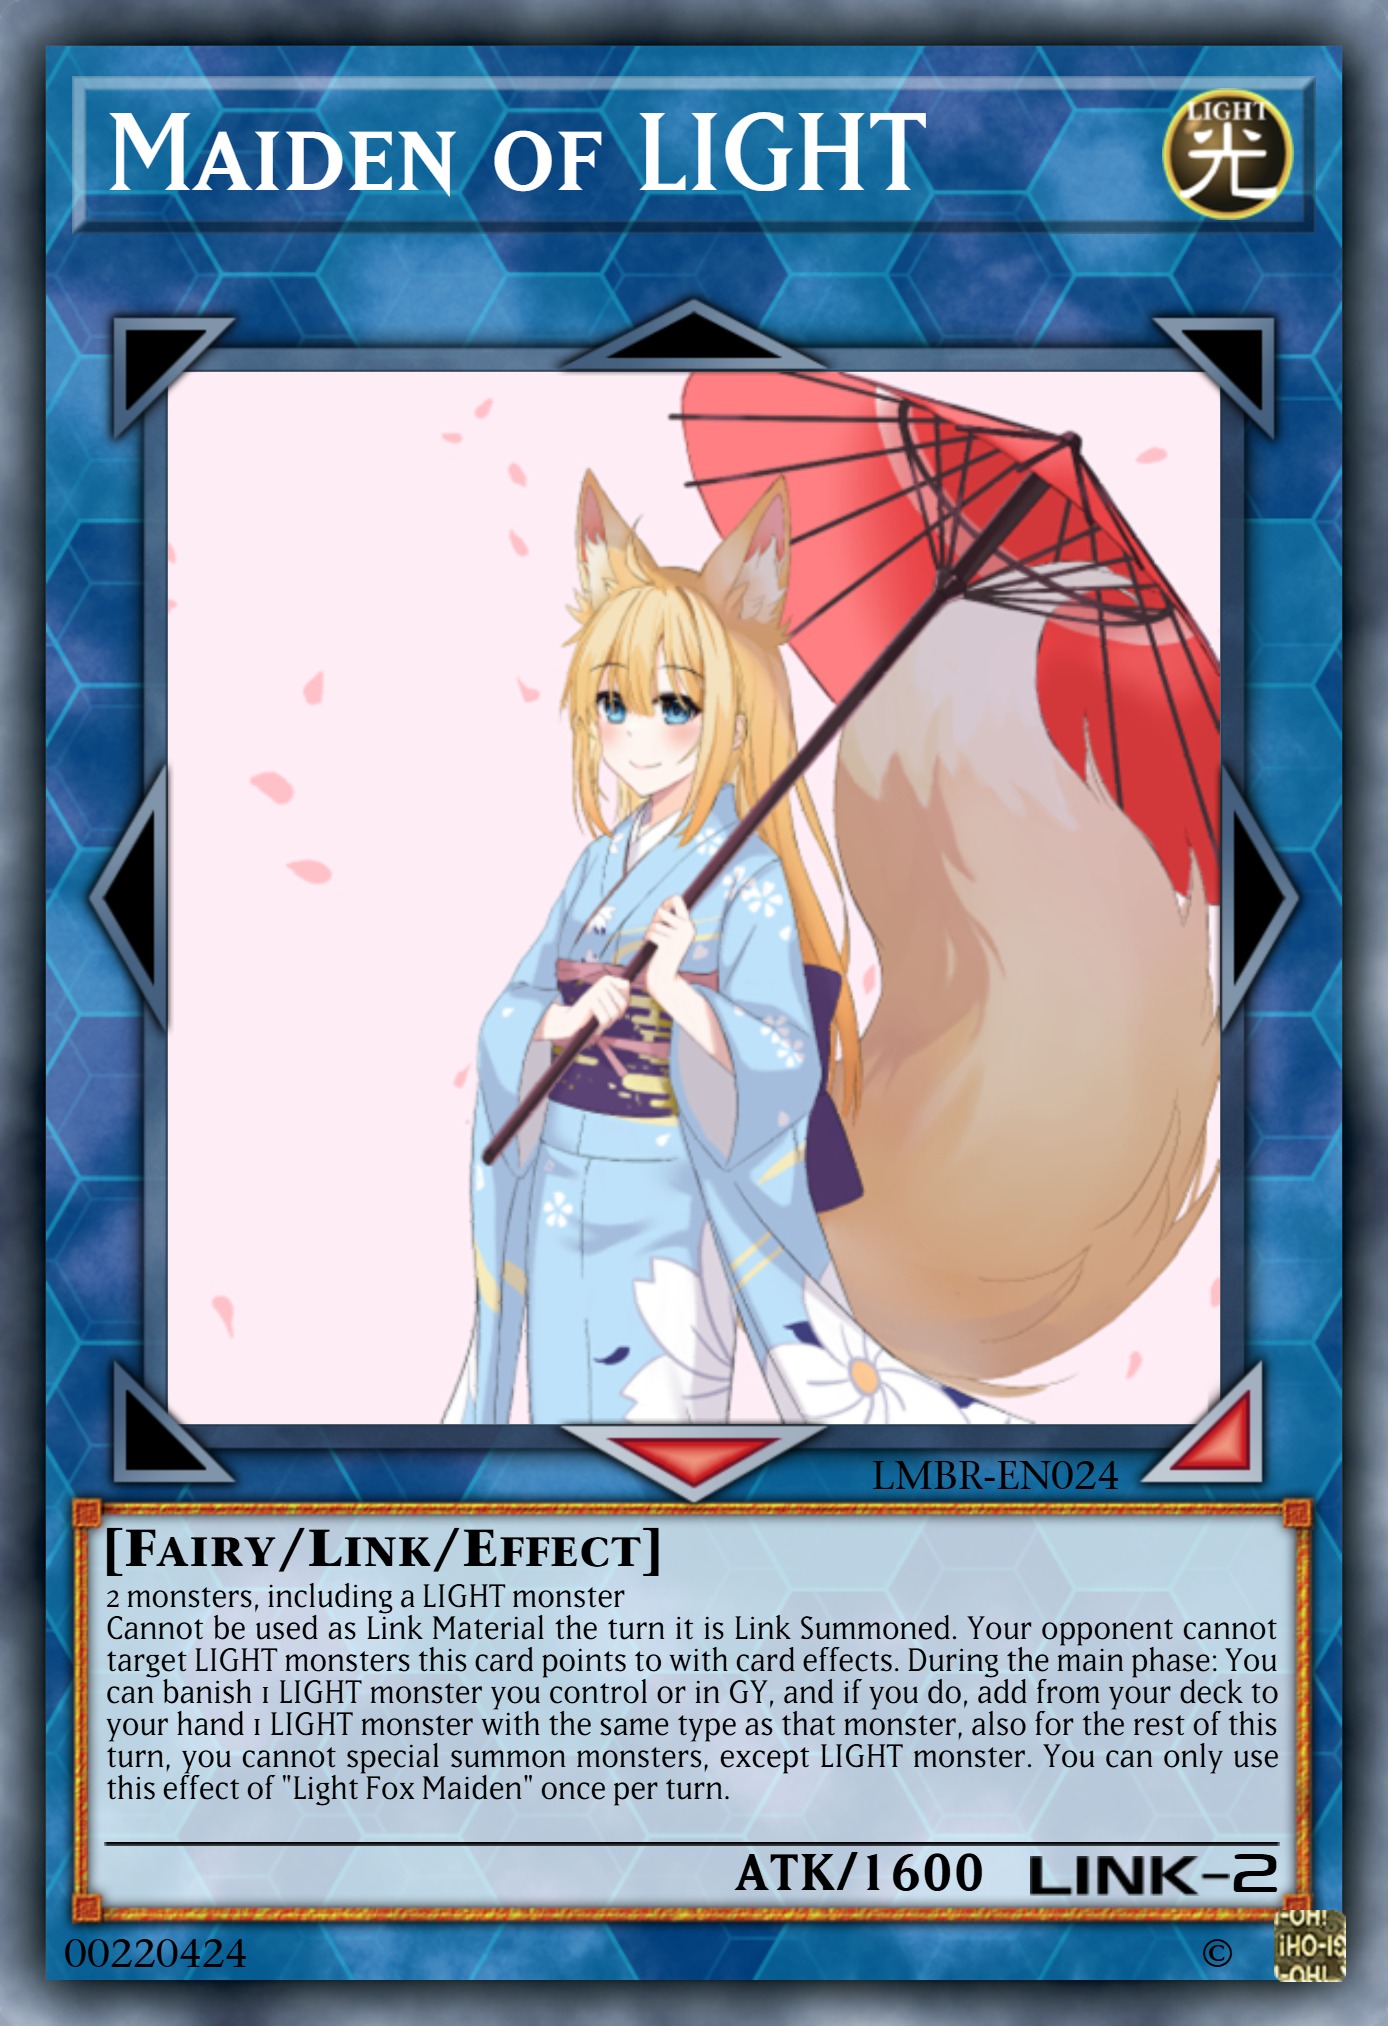 Maiden of LIGHT
LIGHT
光
LMBR-EN024
[Fairy/Link/Effect]
2 monsters, including a LIGHT monster
Cannot be used as Link Material the turn it is Link Summoned. Your opponent cannot
target LIGHT monsters this card points to with card effects. During the main phase: You
can banish 1 LIGHT monster you control or in GY, and if you do, add from your deck to
your hand 1 LIGHT monster with the same type as that monster, also for the rest of this
turn, you cannot special summon monsters, except LIGHT monster. You can only use
this effect of "Light Fox Maiden" once per turn.
ATK/1600 LINK-2
00220424
©
-OH!
iHO-
-OH!